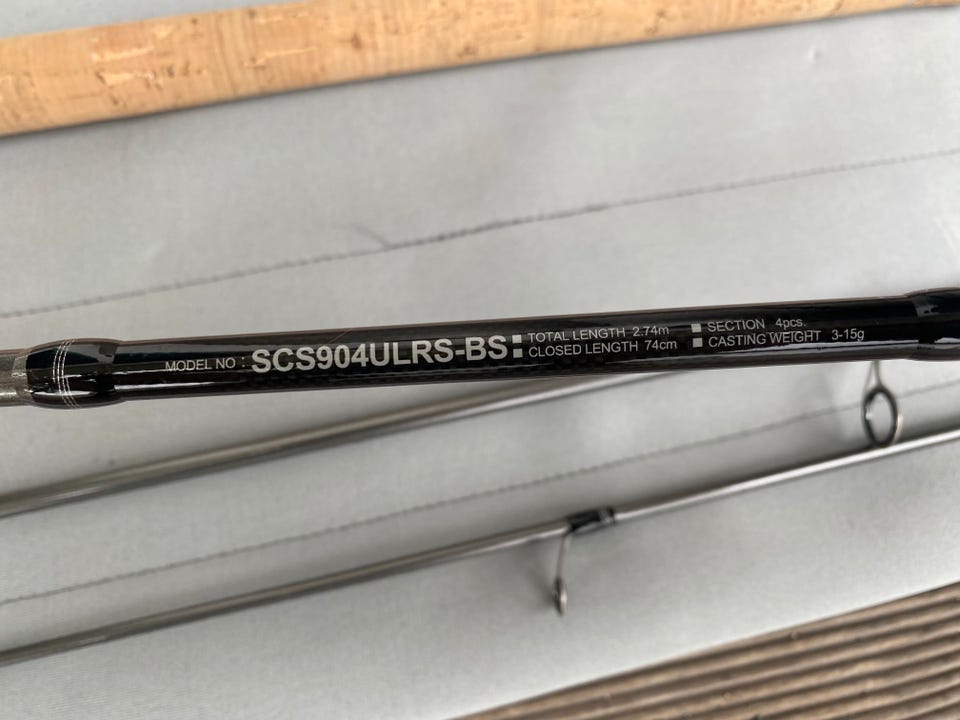 MODEL NO : SCS904ULRS-BS
TOTAL LENGTH 2.74m
CLOSED LENGTH 74cm
SECTION 4pcs.
CASTING WEIGHT 3-15g